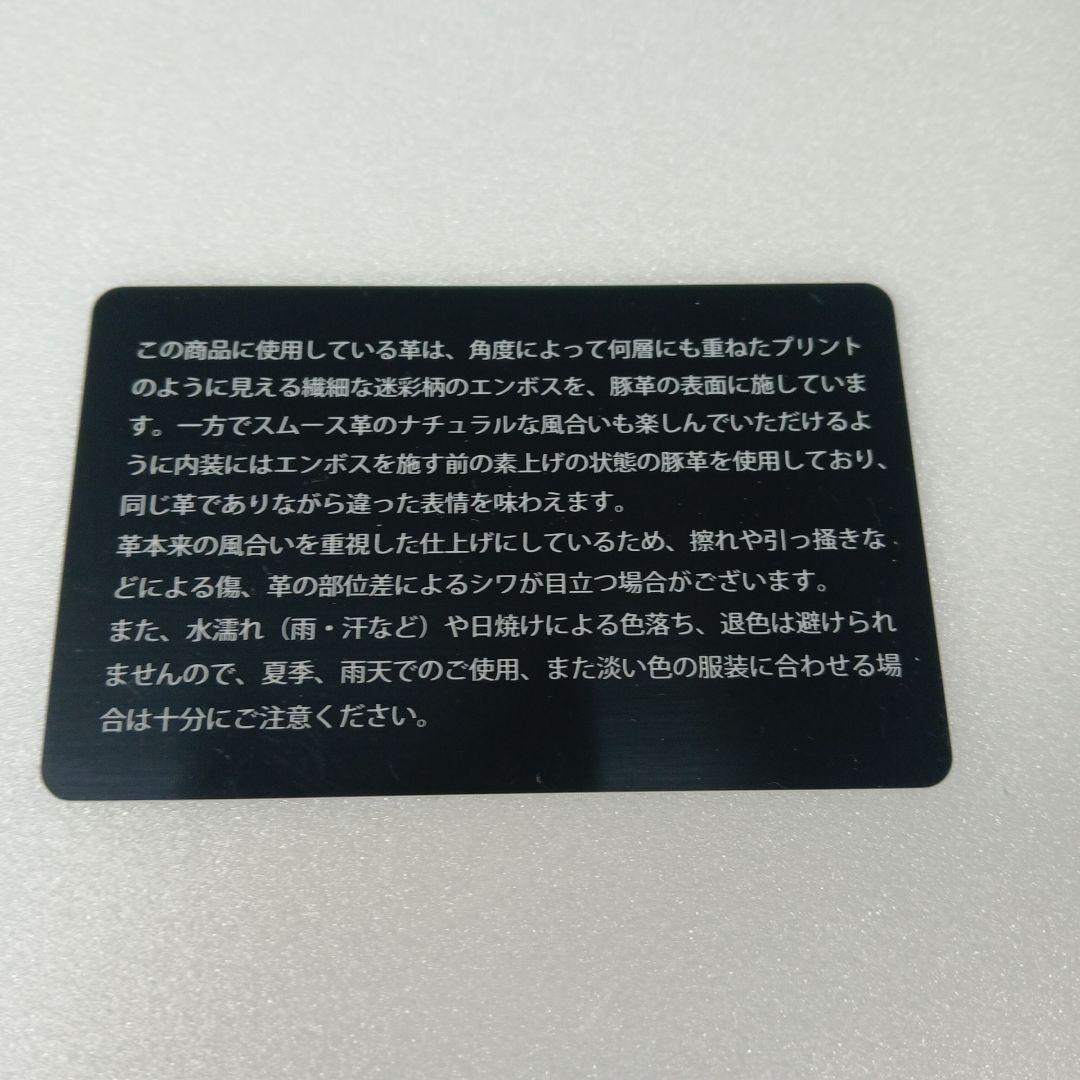 この商品に使用している革は、角度によって何層にも重ねたプリント
のように見える繊細な迷彩柄のエンボスを、豚革の表面に施していま
す。一方でスムース革のナチュラルな風合いも楽しんでいただけるよ
うに内装にはエンボスを施す前の素上げの状態の豚革を使用しており、
同じ革でありながら違った表情を味わえます。
革本来の風合いを重視した仕上げにしているため、擦れや引っ掻きな
どによる傷、革の部位差によるシワが目立つ場合がございます。
また、水濡れ（雨・汗など）や日焼けによる色落ち、退色は避けられ
ませんので、夏季、雨天でのご使用、また淡い色の服装に合わせる場
合は十分にご注意ください。